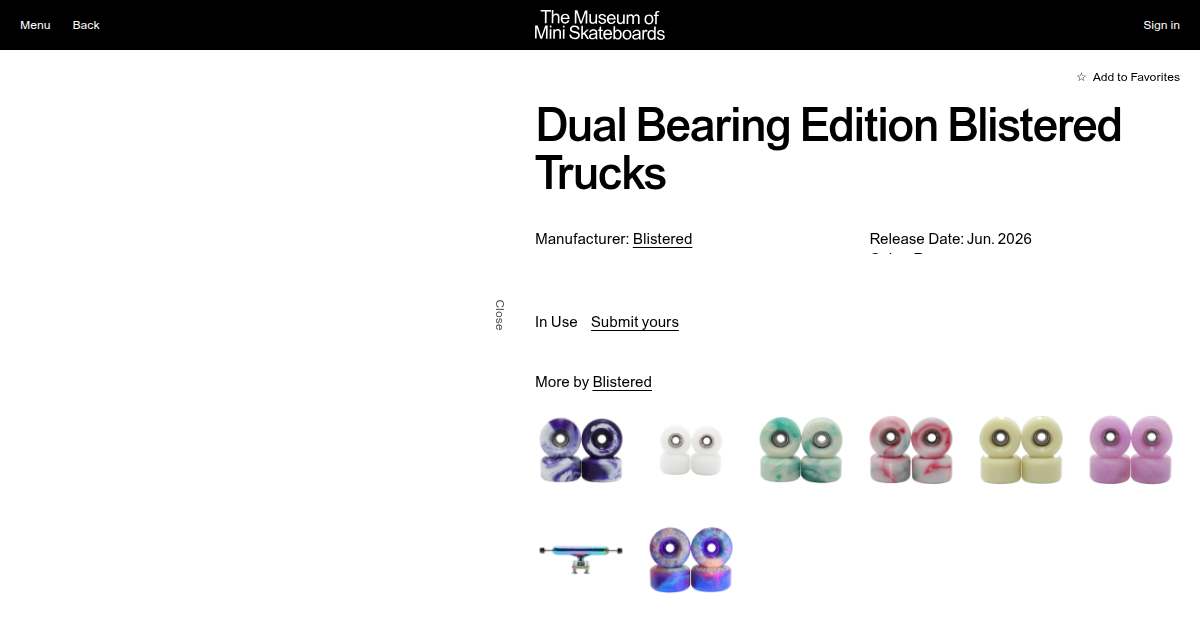 Menu
Back
The Museum of
Mini Skateboards
Sign in
☆ Add to Favorites
Dual Bearing Edition Blistered
Trucks
Manufacturer: Blistered
Release Date: Jun. 2026
Close
In Use
Submit yours
More by Blistered